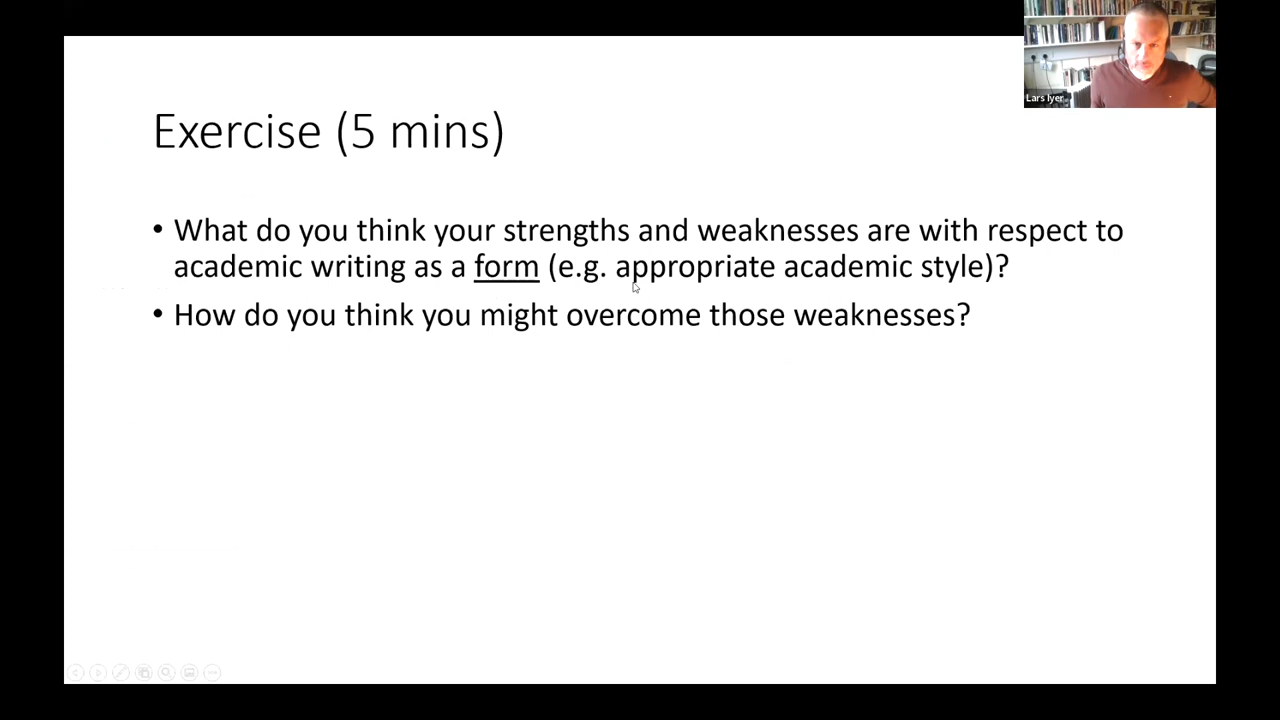 Lars Iyer
Exercise (5 mins)
• What do you think your strengths and weaknesses are with respect to
academic writing as a form (e.g. appropriate academic style)?
• How do you think you might overcome those weaknesses?